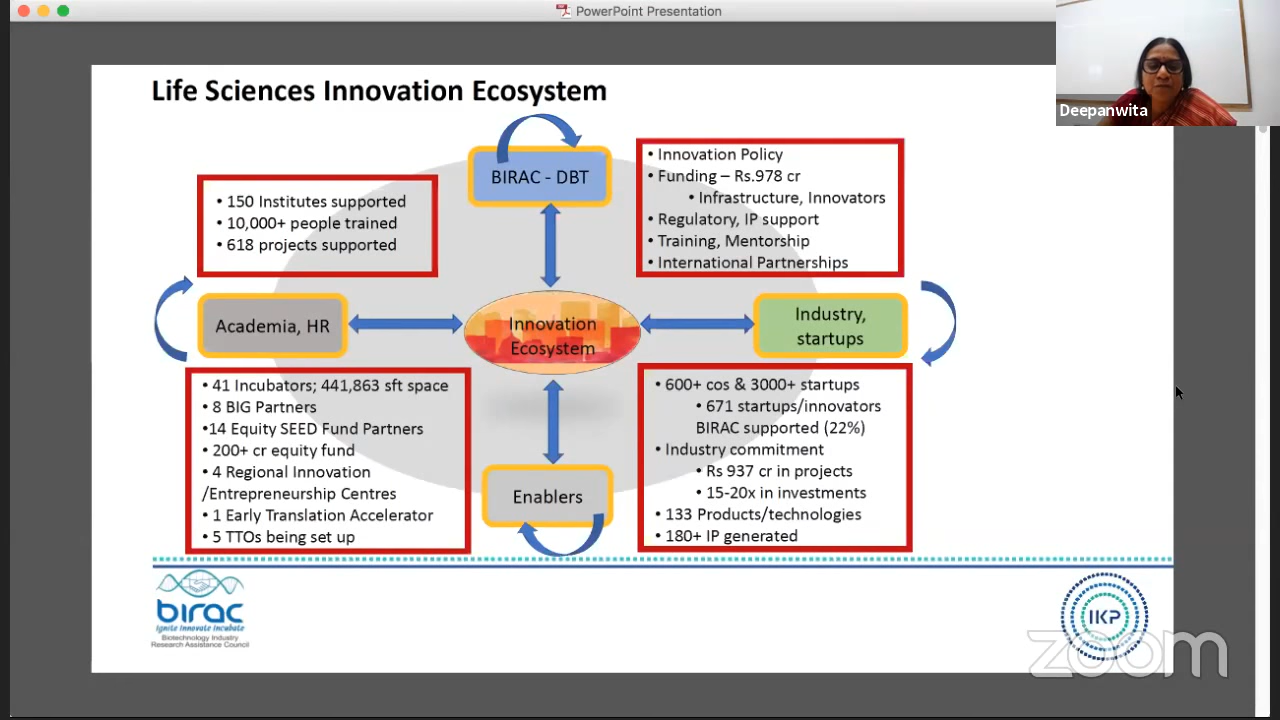 PowerPoint Presentation
Deepanwita
Life Sciences Innovation Ecosystem
BIRAC - DBT
• Innovation Policy
• Funding – Rs.978 cr
• Infrastructure, Innovators
• Regulatory, IP support
• Training, Mentorship
• International Partnerships
• 150 Institutes supported
• 10,000+ people trained
• 618 projects supported
Academia, HR
Innovation
Ecosystem
Industry,
startups
• 41 Incubators; 441,863 sft space
• 8 BIG Partners
•14 Equity SEED Fund Partners
• 200+ cr equity fund
• 4 Regional Innovation
/Entrepreneurship Centres
• 1 Early Translation Accelerator
• 5 TTOs being set up
Enablers
• 600+ cos & 3000+ startups
• 671 startups/innovators
BIRAC supported (22%)
• Industry commitment
• Rs 937 cr in projects
• 15-20x in investments
• 133 Products/technologies
• 180+ IP generated
birac
Ignite Innovate Incubate
Biotechnology Industry
Research Assistance Council
IKP
zoom